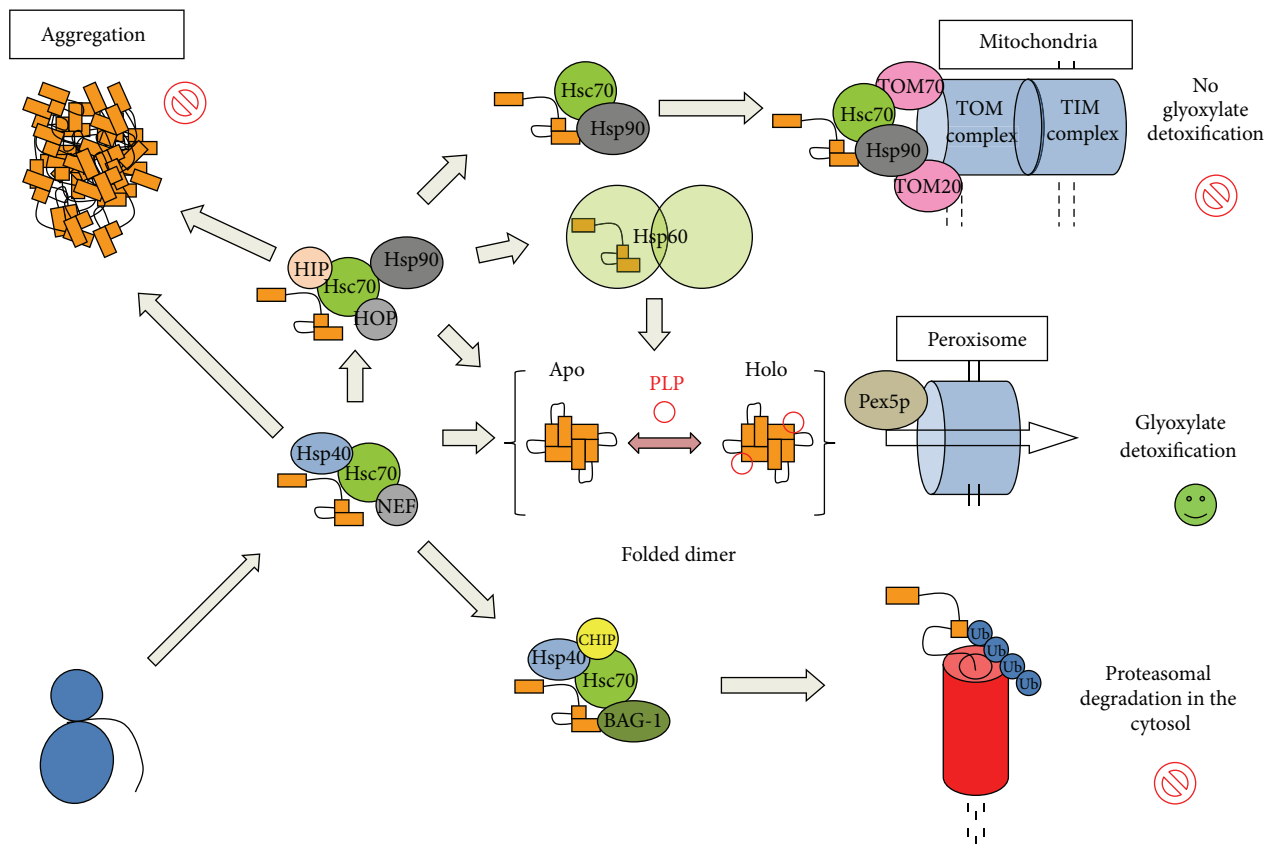 Aggregation
Hsc70
Hsp90
Mitochondria
TOM70
Hsc70
Hsp90
TOM20
TOM
complex
TIM
complex
No
glyoxylate
detoxification
HIP
Hsc70
Hsp90
HOP
Hsp60
Apo
PLP
Holo
Peroxisome
Pex5p
Glyoxylate
detoxification
Hsp40
Hsc70
NEF
Folded dimer
CHIP
Hsp40
Hsc70
BAG-1
Ub
Ub
Ub
Ub
Proteasomal
degradation in the
cytosol